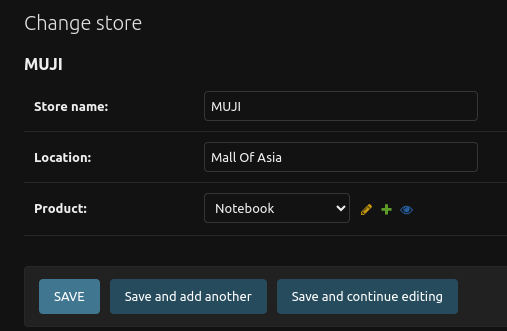 Change store
MUJI
Store name: MUJI
Location: Mall Of Asia
Product: Notebook
SAVE Save and add another Save and continue editing